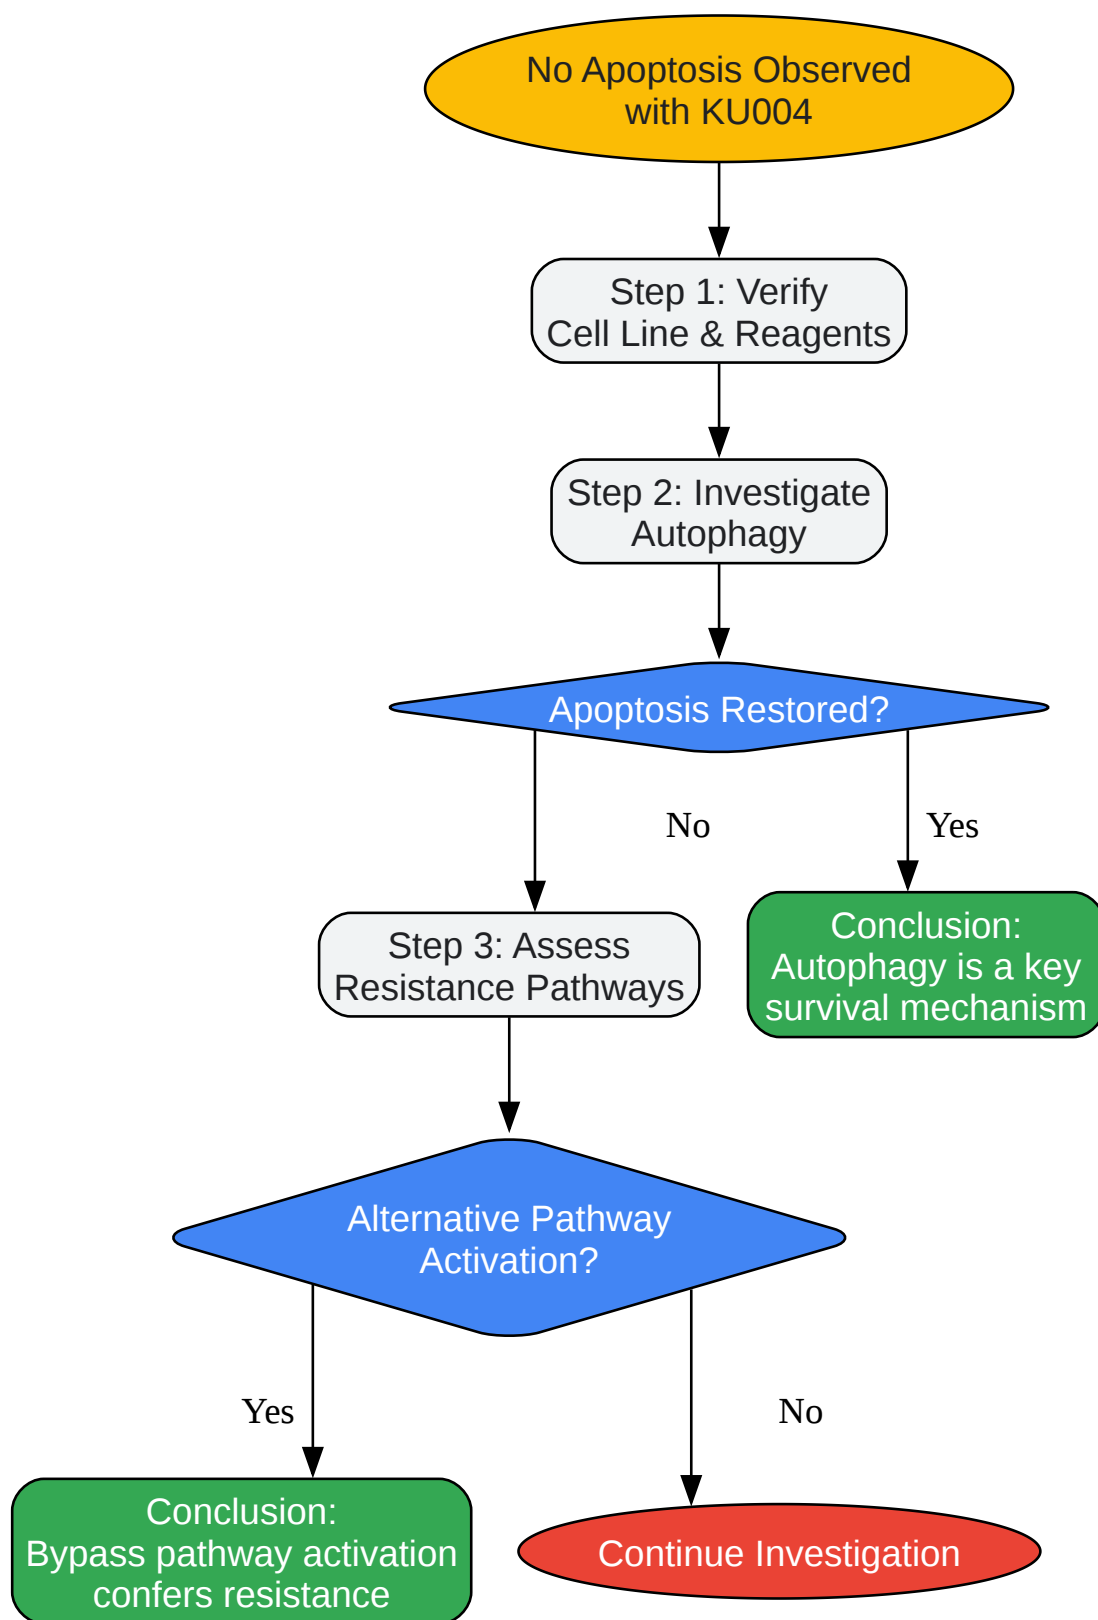 No Apoptosis Observed
with KU004
Step 1: Verify
Cell Line & Reagents
Step 2: Investigate
Autophagy
Apoptosis Restored?
No
Yes
Step 3: Assess
Resistance Pathways
Conclusion:
Autophagy is a key
survival mechanism
Alternative Pathway
Activation?
Yes
No
Conclusion:
Bypass pathway activation
confers resistance
Continue Investigation